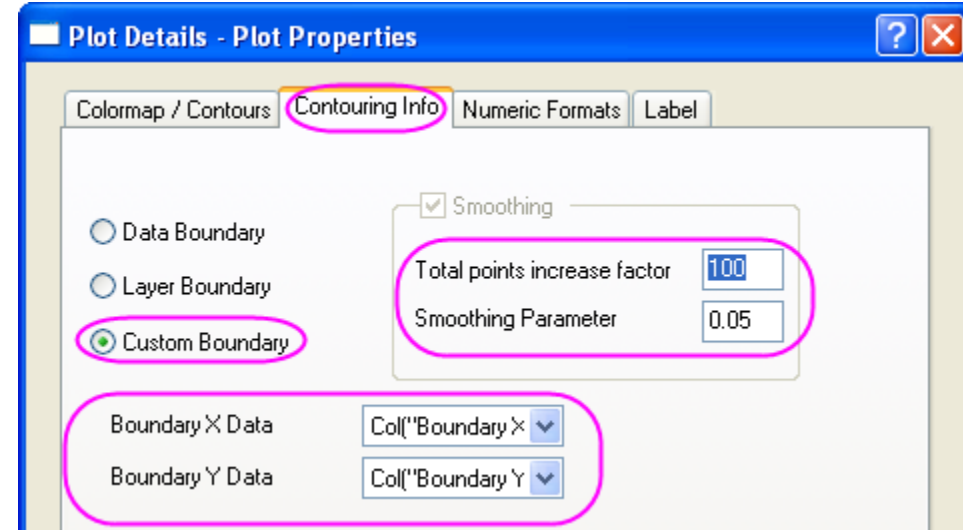 Plot Details - Plot Properties
Colormap / Contours Contouring Info Numeric Formats Label
Smoothing
Data Boundary
Total points increase factor 100
Layer Boundary
Smoothing Parameter 0.05
Custom Boundary
Boundary X Data Col("Boundary X
Boundary Y Data Col("Boundary Y